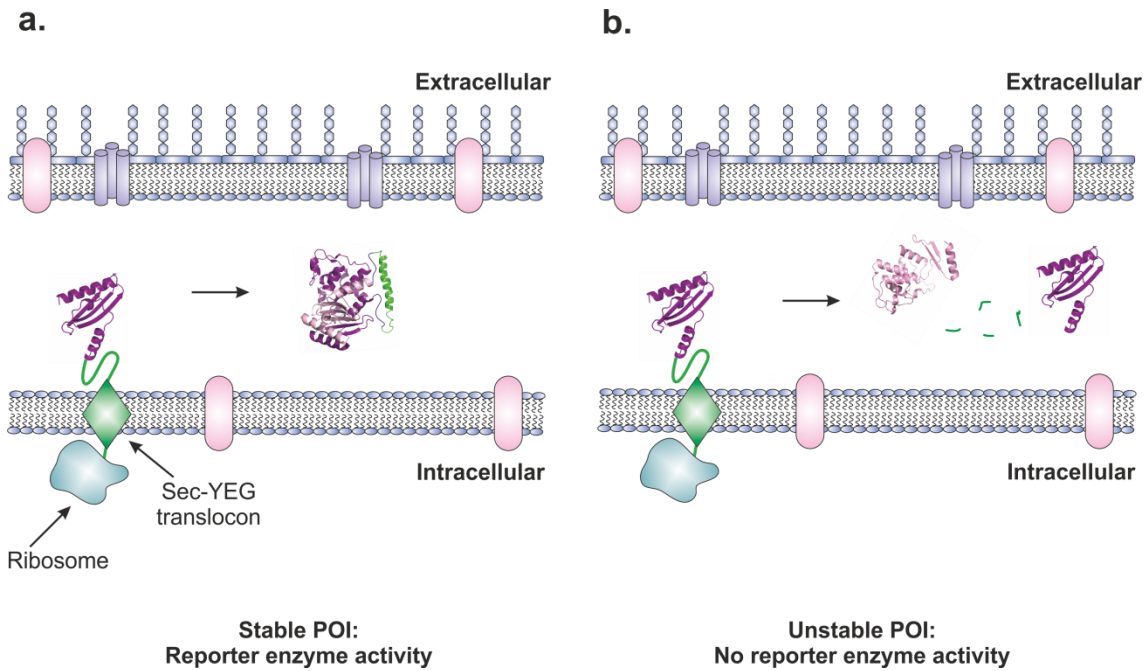 a.
Extracellular
Intracellular
Sec-YEG
translocon
Ribosome
Stable POI:
Reporter enzyme activity
b.
Extracellular
Intracellular
Unstable POI:
No reporter enzyme activity